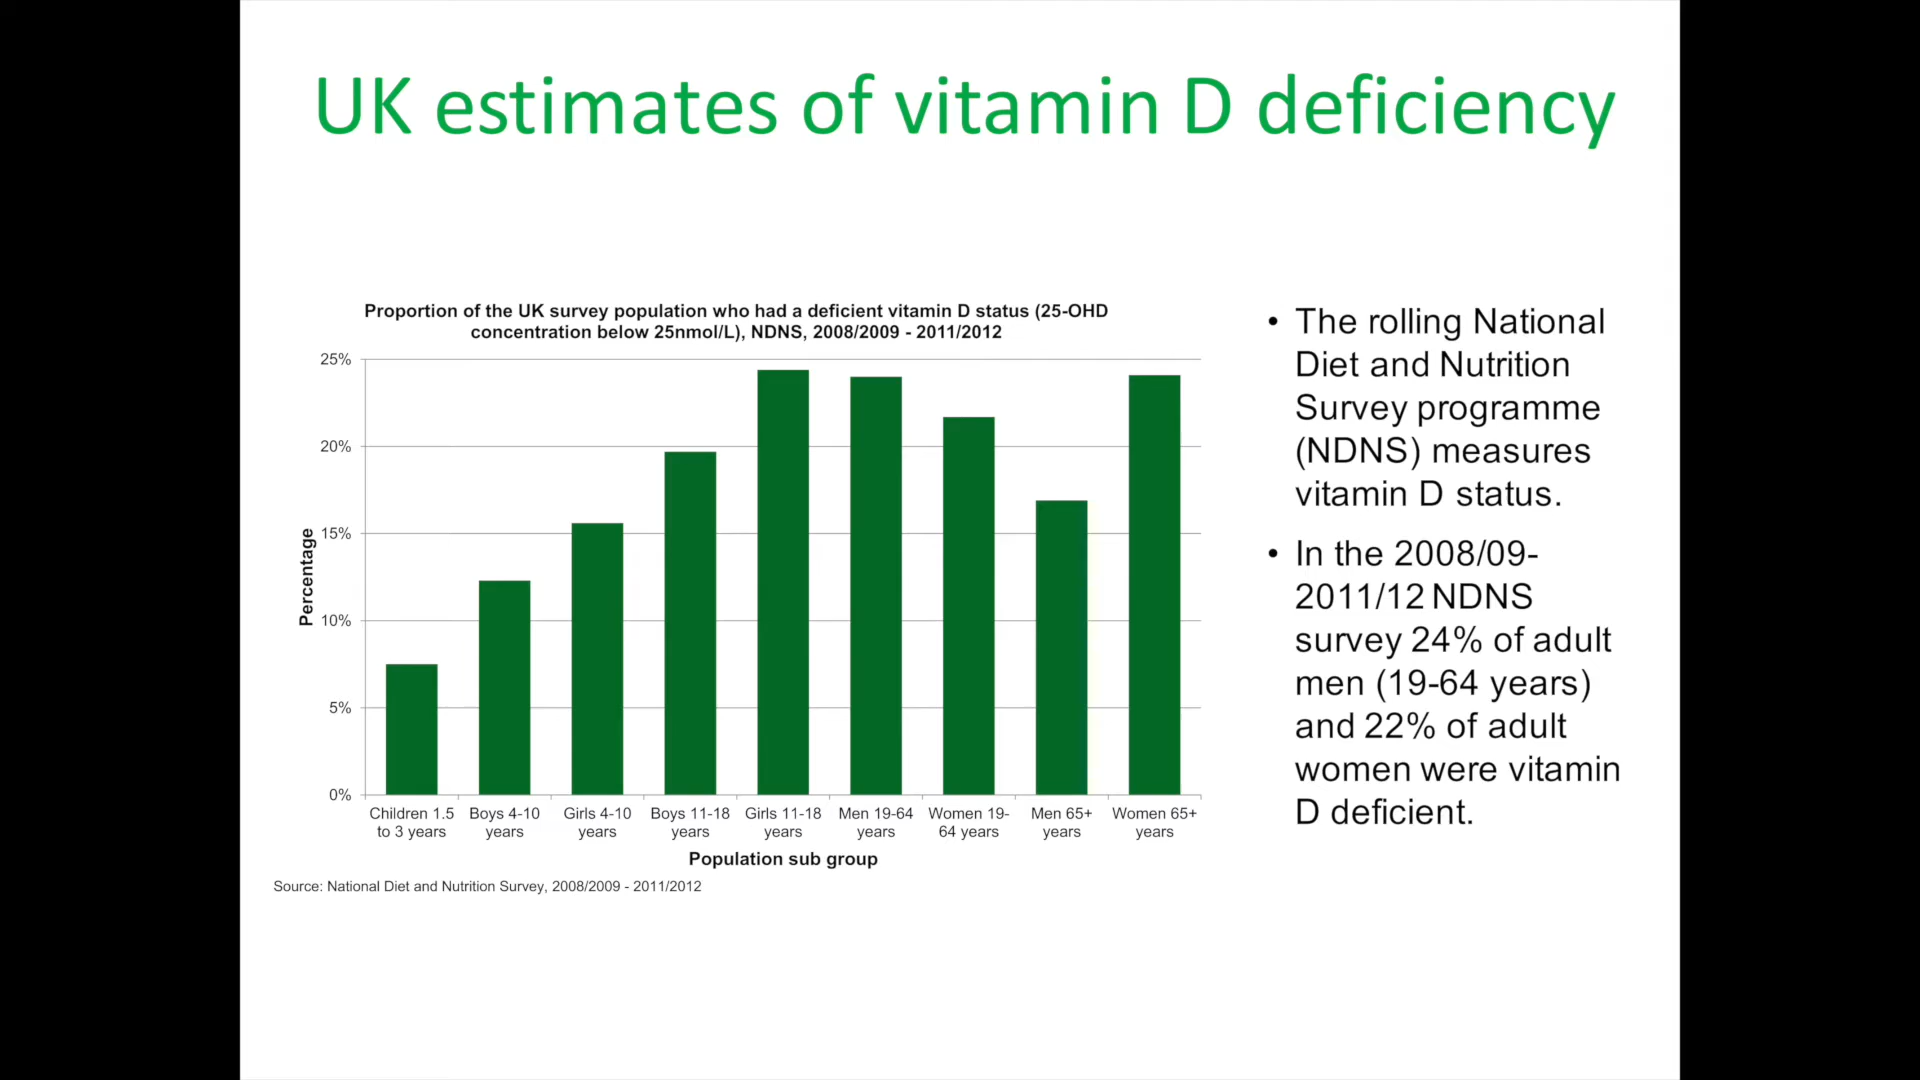 UK estimates of vitamin D deficiency
Proportion of the UK survey population who had a deficient vitamin D status (25-OHD
concentration below 25nmol/L), NDNS, 2008/2009 - 2011/2012
25%
20%
15%
10%
5%
0%
Percentage
Children 1.5
to 3 years
Boys 4-10
years
Girls 4-10
years
Boys 11-18
years
Girls 11-18
years
Men 19-64
years
Women 19-
64 years
Men 65+
years
Women 65+
years
Population sub group
Source: National Diet and Nutrition Survey, 2008/2009 - 2011/2012
• The rolling National
Diet and Nutrition
Survey programme
(NDNS) measures
vitamin D status.
• In the 2008/09-
2011/12 NDNS
survey 24% of adult
men (19-64 years)
and 22% of adult
women were vitamin
D deficient.